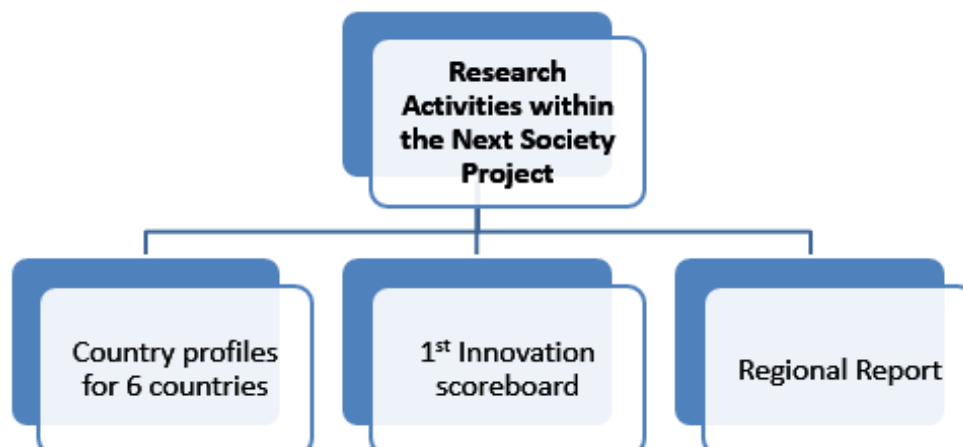 Research
Activities within
the Next Society
Project
Country profiles
for 6 countries
1st Innovation
scoreboard
Regional Report